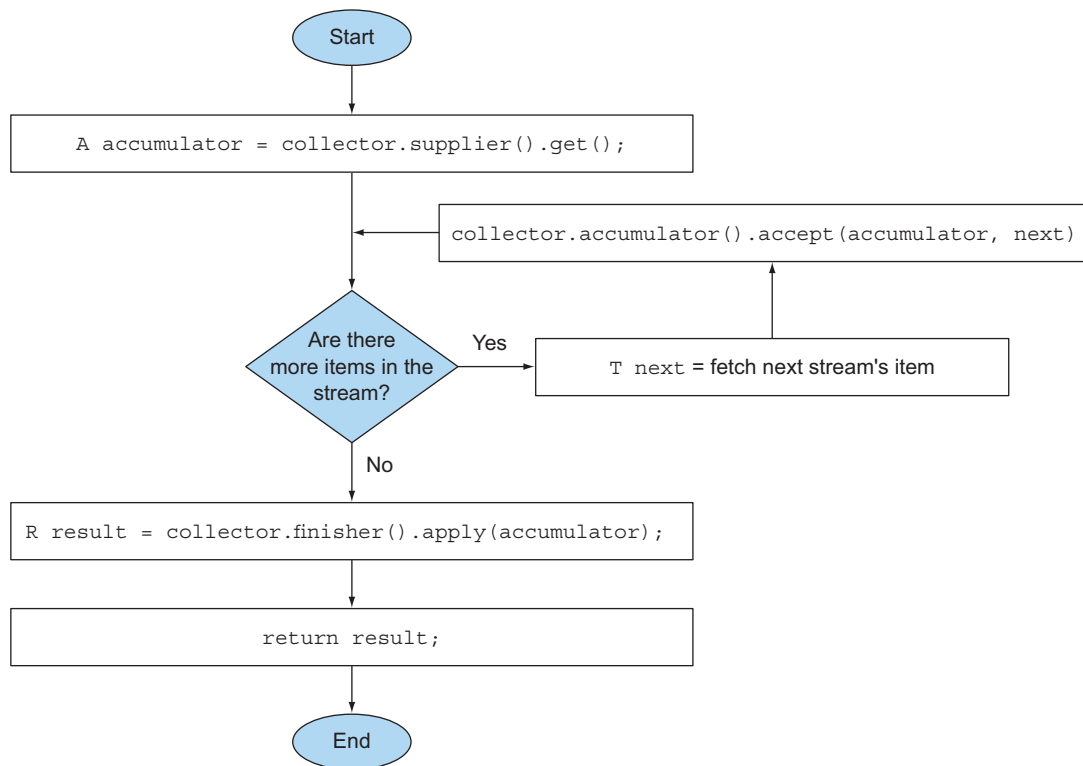 Start
A accumulator = collector.supplier().get();
collector.accumulator().accept(accumulator, next)
Are there
more items in the
stream?
Yes
T next = fetch next stream's item
No
R result = collector.finisher().apply(accumulator);
return result;
End